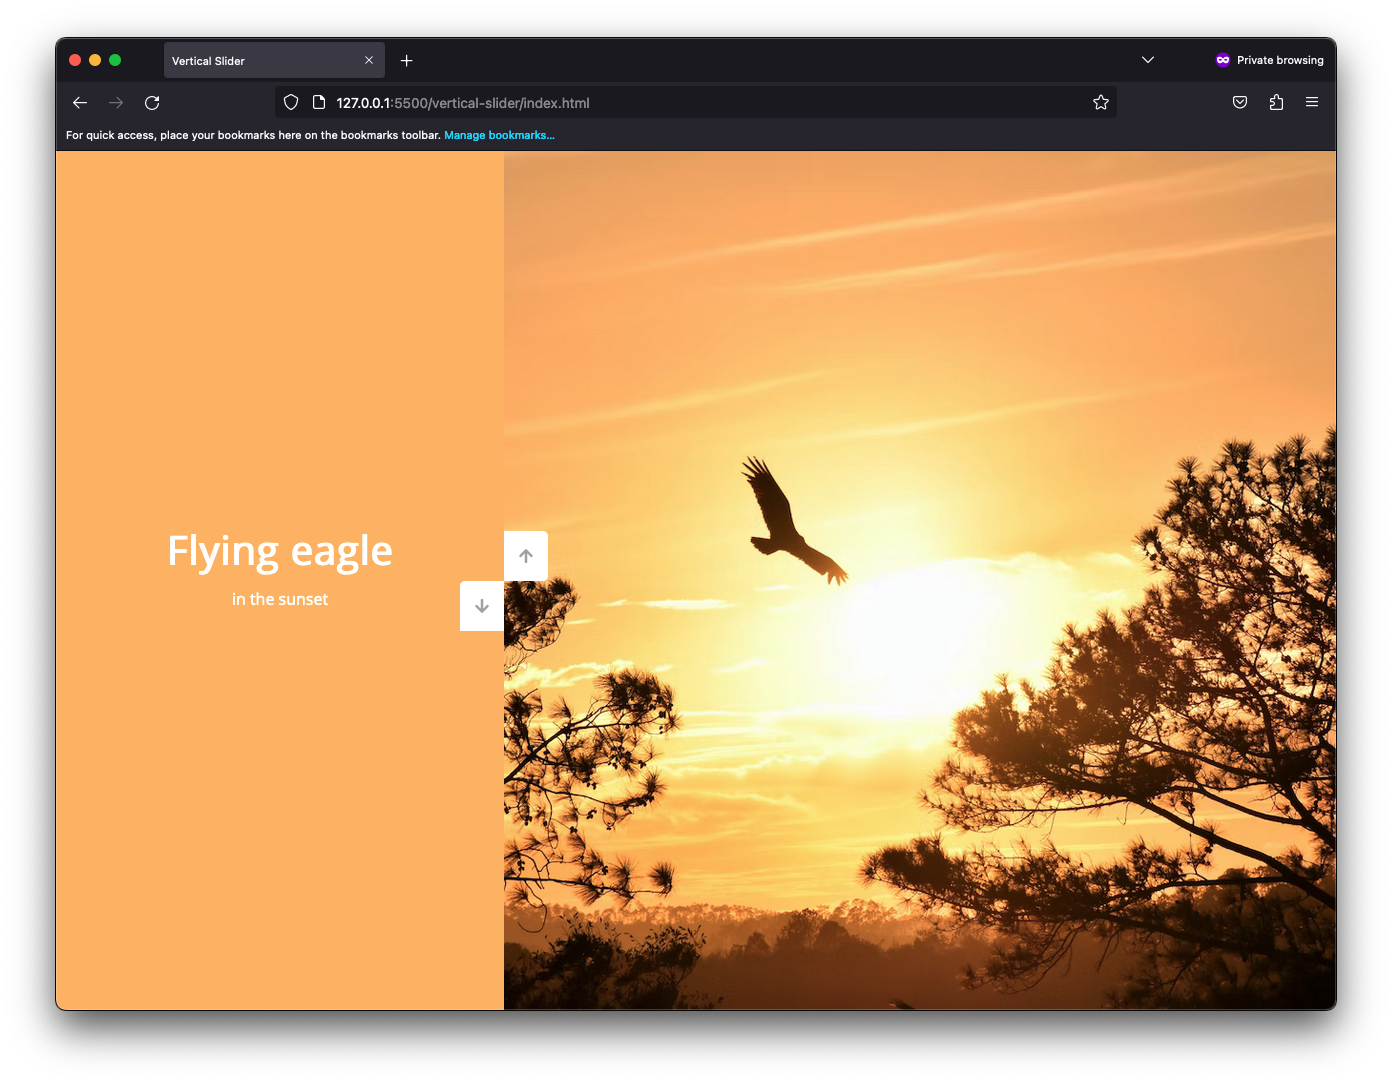 Vertical Slider
Private browsing
127.0.0.1:5500/vertical-slider/index.html
For quick access, place your bookmarks here on the bookmarks toolbar. Manage bookmarks...
Flying eagle
in the sunset